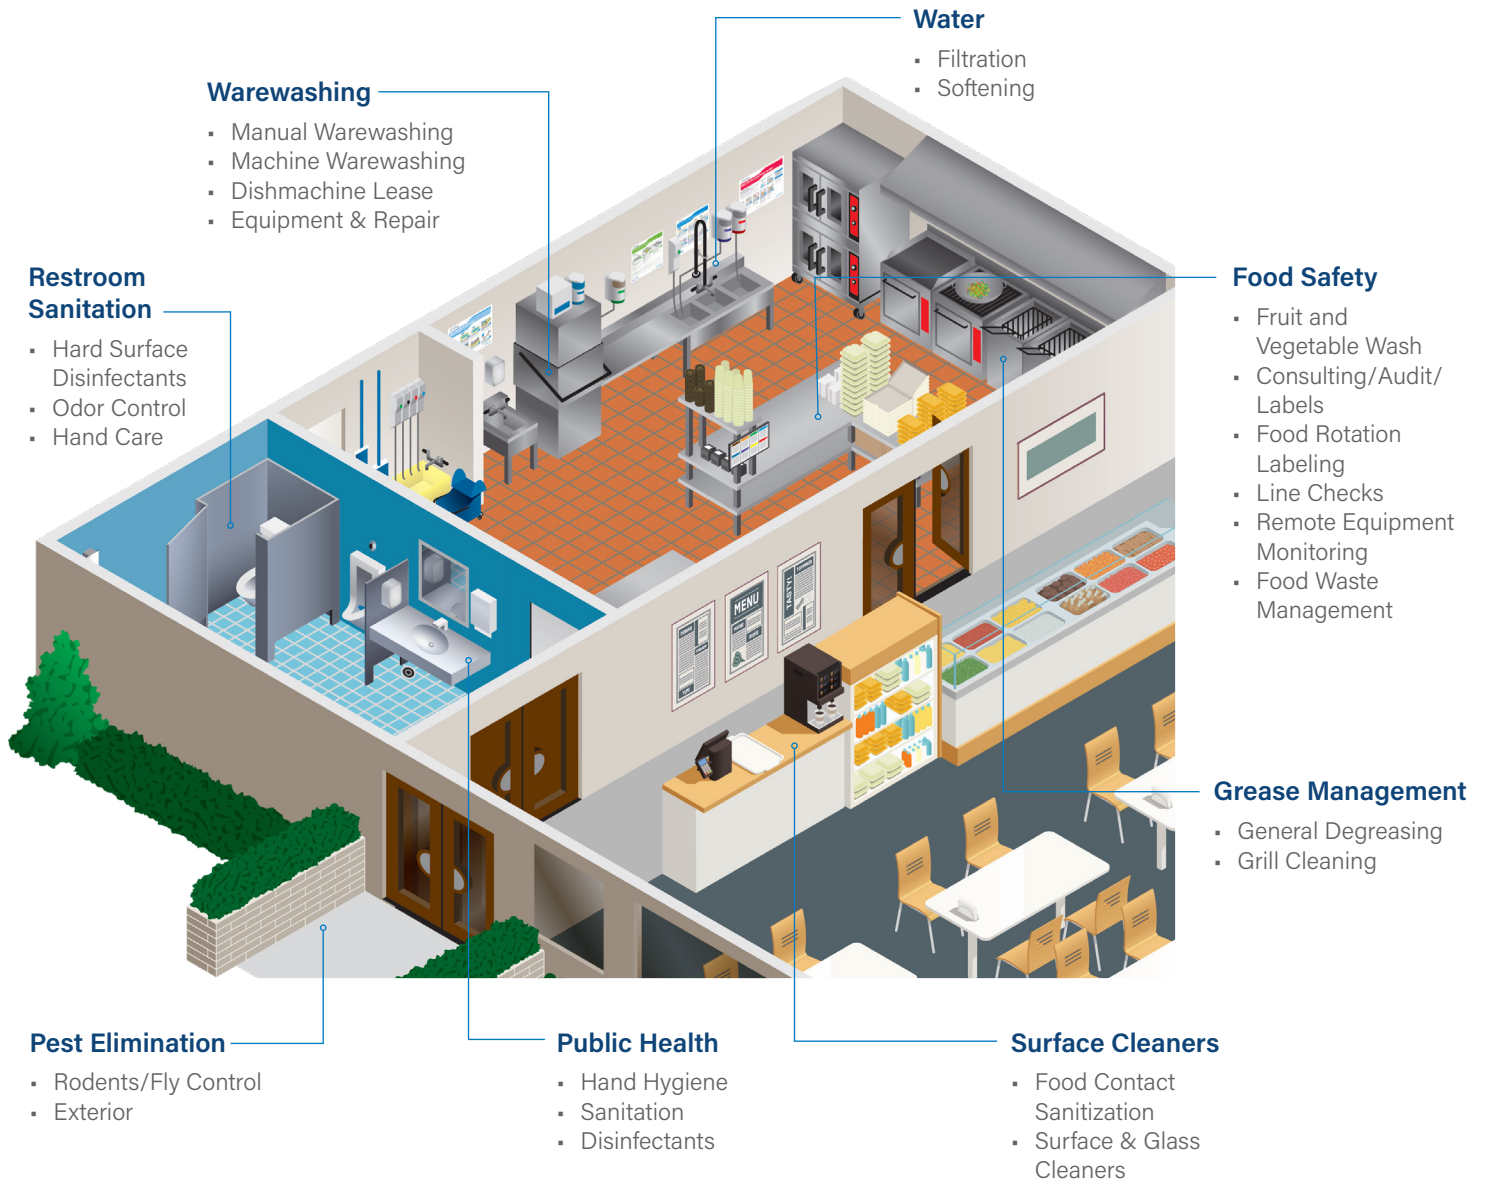 Water
▪ Filtration
▪ Softening
Warewashing
▪ Manual Warewashing
▪ Machine Warewashing
▪ Dishmachine Lease
▪ Equipment & Repair
Restroom
Sanitation
▪ Hard Surface
Disinfectants
▪ Odor Control
▪ Hand Care
Food Safety
▪ Fruit and
Vegetable Wash
▪ Consulting/Audit/
Labels
▪ Food Rotation
Labeling
▪ Line Checks
▪ Remote Equipment
Monitoring
▪ Food Waste
Management
MENU
TASTY!
Grease Management
▪ General Degreasing
▪ Grill Cleaning
Pest Elimination
▪ Rodents/Fly Control
▪ Exterior
Public Health
▪ Hand Hygiene
▪ Sanitation
▪ Disinfectants
Surface Cleaners
▪ Food Contact
Sanitization
▪ Surface & Glass
Cleaners